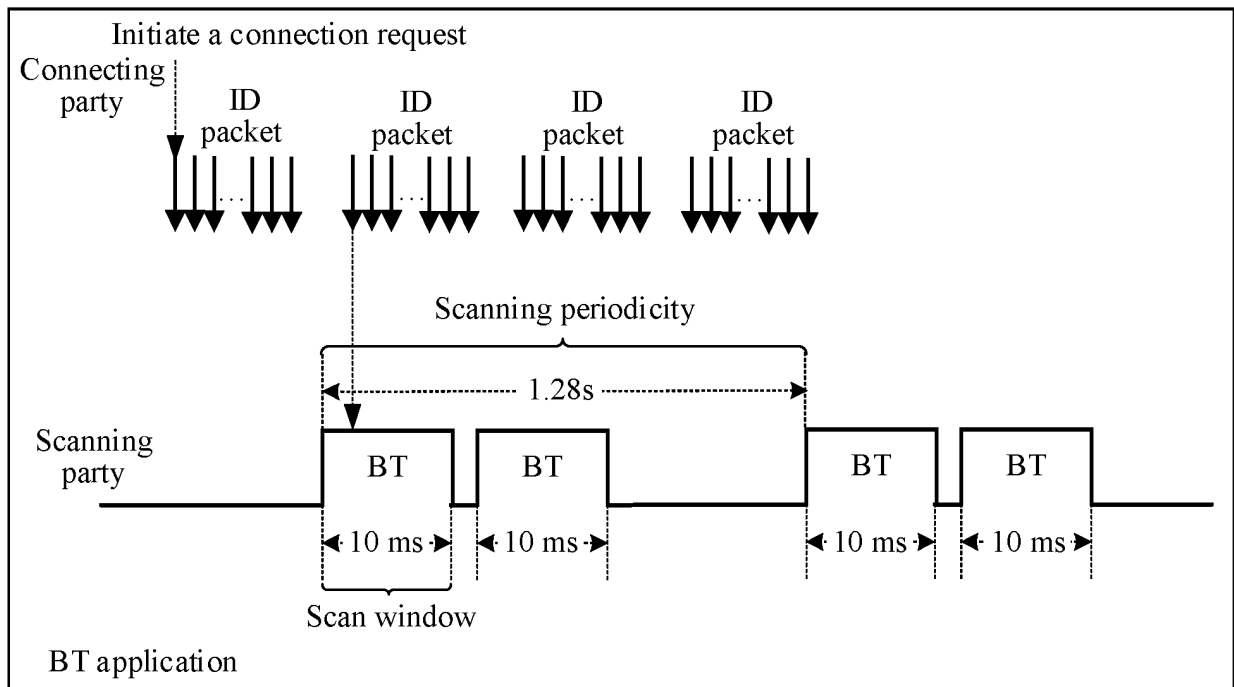 Initiate a connection request
Connecting
party
ID
packet
ID
packet
ID
packet
ID
packet
...
...
...
...
Scanning periodicity
1.28s
Scanning
party
BT
BT
BT
BT
10 ms
10 ms
10 ms
10 ms
Scan window
BT application